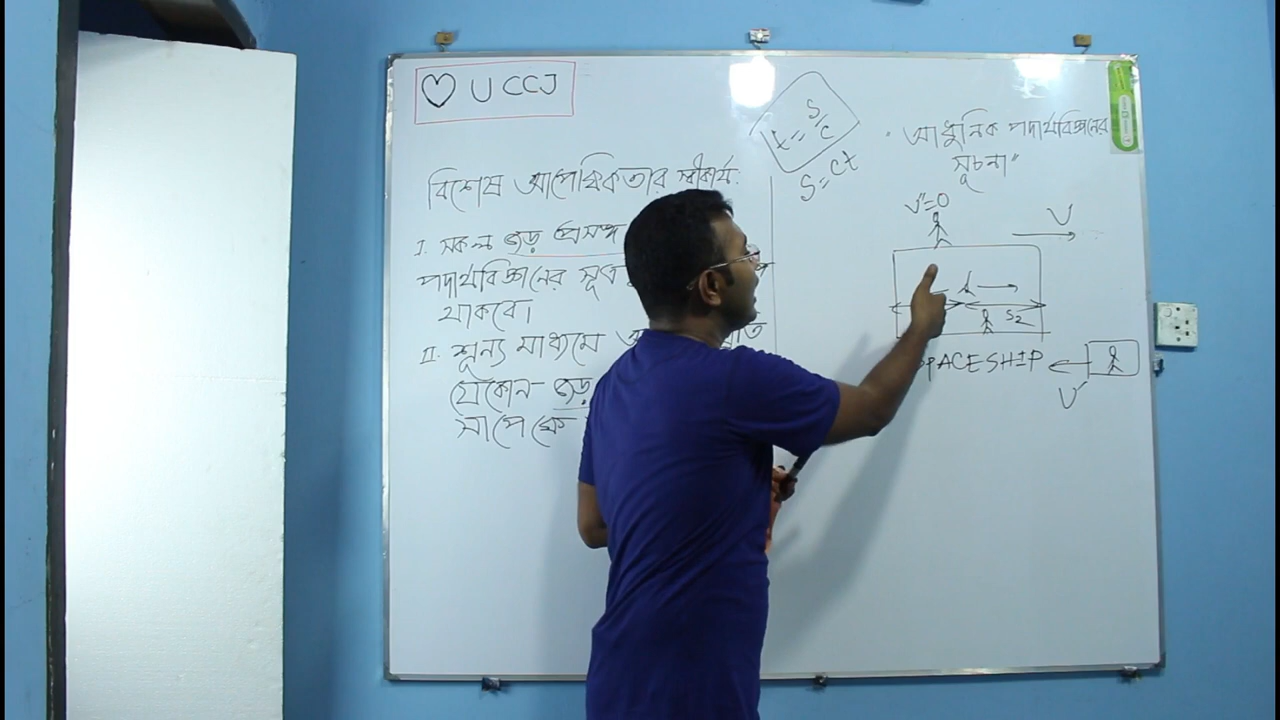 ♡ UCCJ
বিশেষ আপেক্ষিকতার স্বীকার্য:
I. সকল জড় প্রসঙ্গ
পদার্থবিজ্ঞানের সূত্র
থাকবে।
II. শূন্য মাধ্যমে
যেকোন জড়
সাপেক্ষে
t = s/c
S = ct
"আধুনিক পদার্থবিজ্ঞানের
সূচনা"
v''=0
v
S2
SPACESHIP
v'